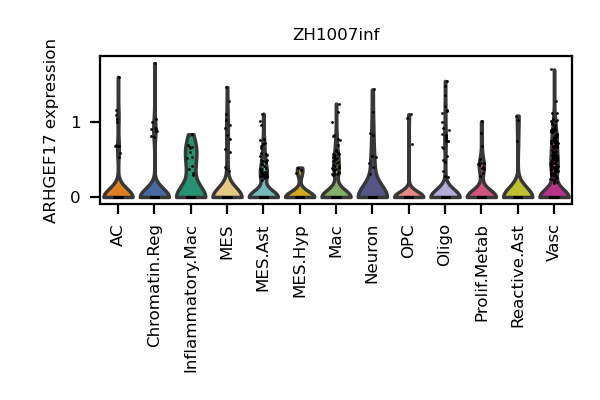 ZH1007inf
ARHGEF17 expression
1
0
AC
Chromatin.Reg
Inflammatory.Mac
MES
MES.Ast
MES.Hyp
Mac
Neuron
OPC
Oligo
Prolif.Metab
Reactive.Ast
Vasc